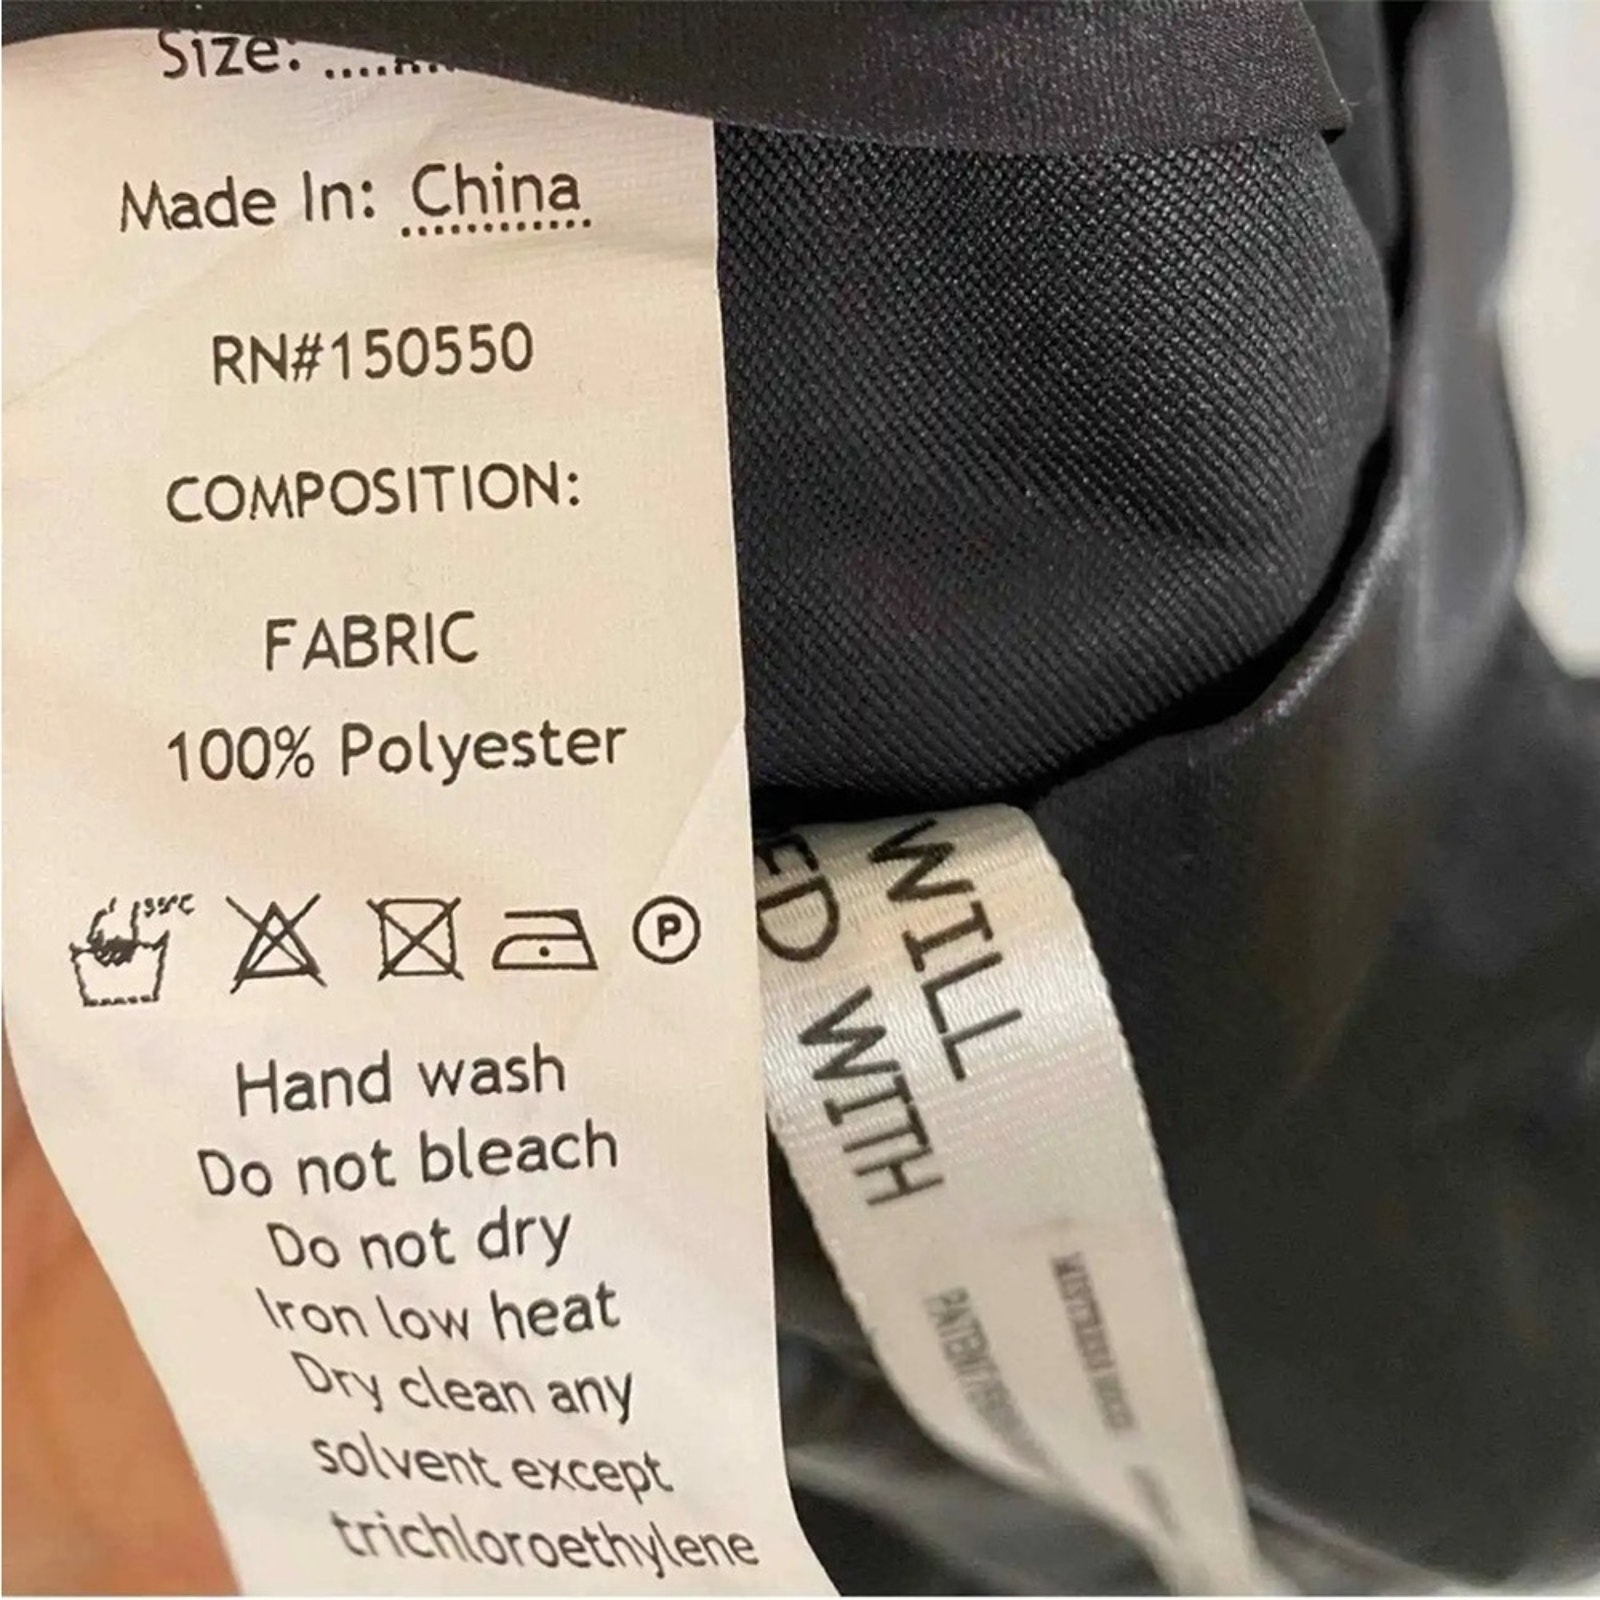 Size:
Made In: China
RN#150550
COMPOSITION:
FABRIC
100% Polyester
P
Hand wash
Do not bleach
Do not dry
Iron low heat
Dry clean any
solvent except
trichloroethylene
WILL
ED WITH